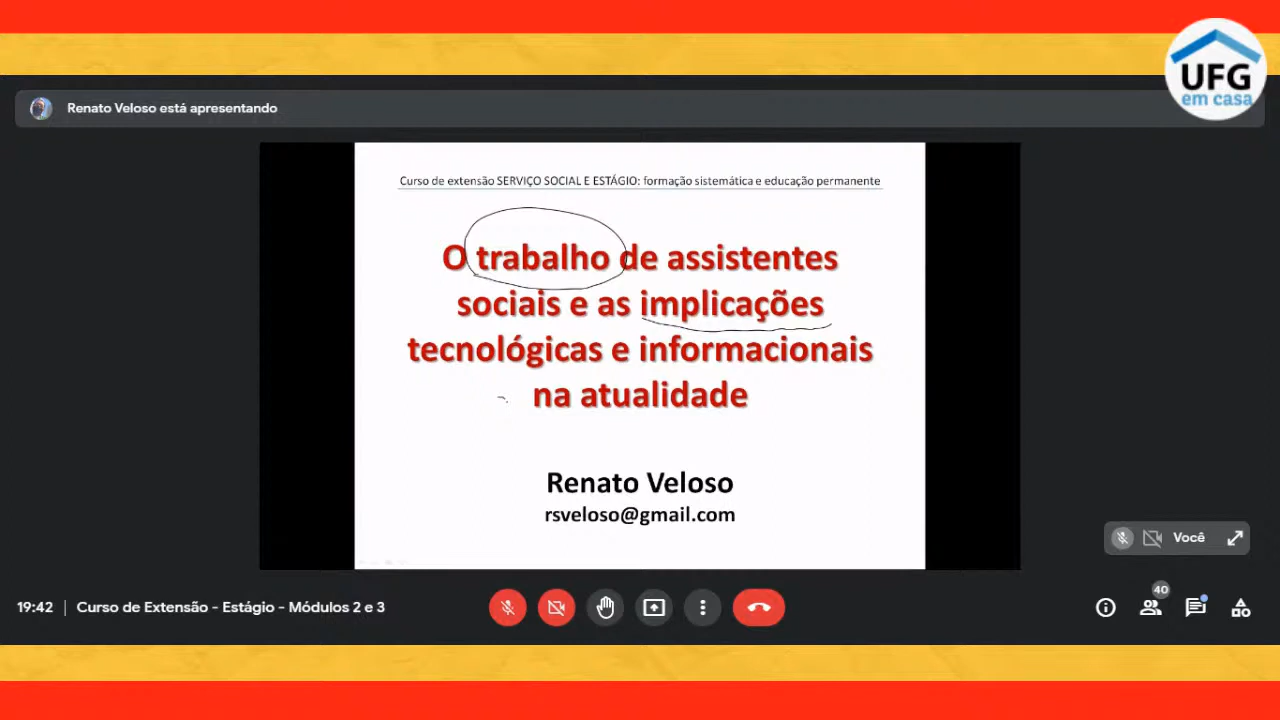 UFG
em casa
Renato Veloso está apresentando
Curso de extensão SERVIÇO SOCIAL E ESTÁGIO: formação sistemática e educação permanente
O trabalho de assistentes
sociais e as implicações
tecnológicas e informacionais
na atualidade
Renato Veloso
rsveloso@gmail.com
Você
19:42 | Curso de Extensão - Estágio - Módulos 2 e 3
40